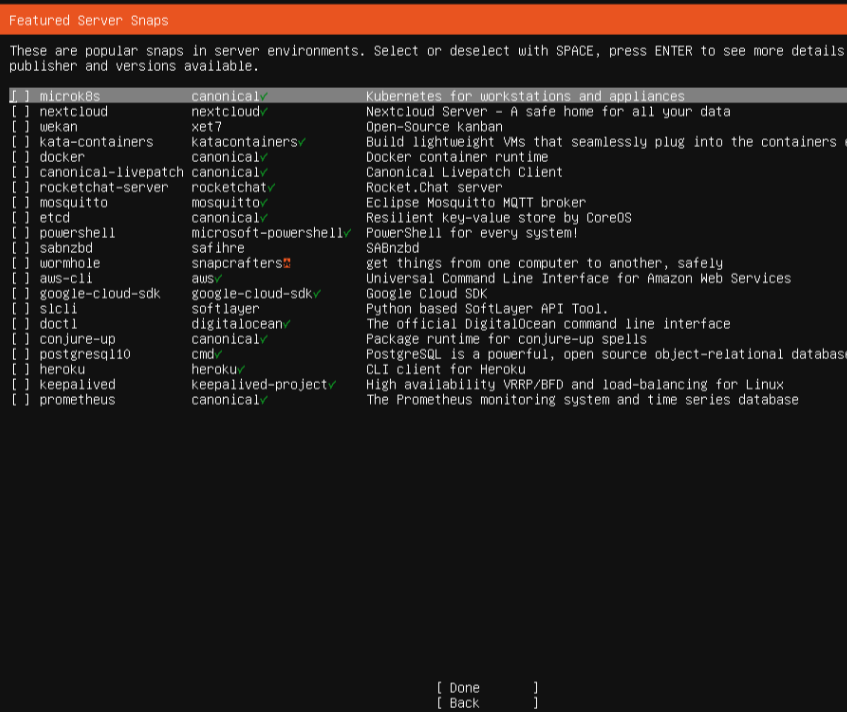 Featured Server Snaps
These are popular snaps in server environments. Select or deselect with SPACE, press ENTER to see more details
publisher and versions available.
[ ] microk8s canonical✓ Kubernetes for workstations and appliances
[ ] nextcloud nextcloud✓ Nextcloud Server – A safe home for all your data
[ ] wekan xet7 Open-Source kanban
[ ] kata-containers katacontainers✓ Build lightweight VMs that seamlessly plug into the containers e
[ ] docker canonical✓ Docker container runtime
[ ] canonical-livepatch canonical✓ Canonical Livepatch Client
[ ] rocketchat-server rocketchat✓ Rocket.Chat server
[ ] mosquitto mosquitto✓ Eclipse Mosquitto MQTT broker
[ ] etcd canonical✓ Resilient key-value store by CoreOS
[ ] powershell microsoft-powershell✓ PowerShell for every system!
[ ] sabnzbd safihre SABnzbd
[ ] wormhole snapcrafters get things from one computer to another, safely
[ ] aws-cli aws✓ Universal Command Line Interface for Amazon Web Services
[ ] google-cloud-sdk google-cloud-sdk✓ Google Cloud SDK
[ ] slcli softlayer Python based SoftLayer API Tool.
[ ] doctl digitalocean✓ The official DigitalOcean command line interface
[ ] conjure-up canonical✓ Package runtime for conjure-up spells
[ ] postgresql10 cmd✓ PostgreSQL is a powerful, open source object-relational database
[ ] heroku heroku✓ CLI client for Heroku
[ ] keepalived keepalived-project✓ High availability VRRP/BFD and load-balancing for Linux
[ ] prometheus canonical✓ The Prometheus monitoring system and time series database
[ Done ]
[ Back ]